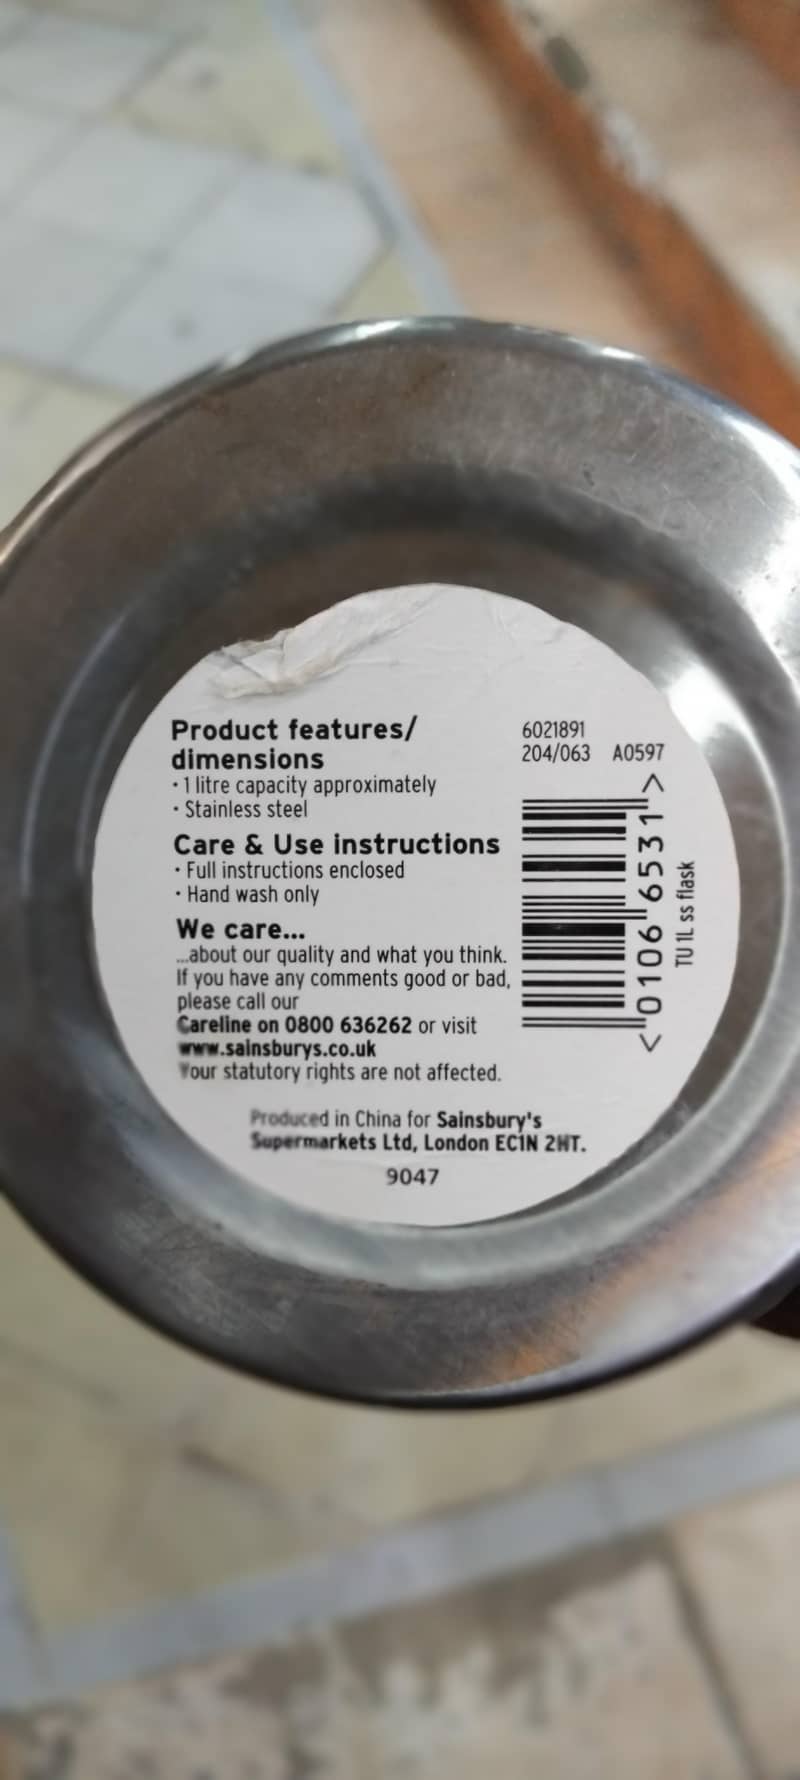 Product features/
dimensions
· 1 litre capacity approximately
· Stainless steel
Care & Use instructions
· Full instructions enclosed
· Hand wash only
We care...
...about our quality and what you think.
If you have any comments good or bad,
please call our
Careline on 0800 636262 or visit
www.sainsburys.co.uk
Your statutory rights are not affected.
Produced in China for Sainsbury's
Supermarkets Ltd, London EC1N 2HT.
9047
6021891
204/063 A0597
<0106 6531>
TU 1L ss flask